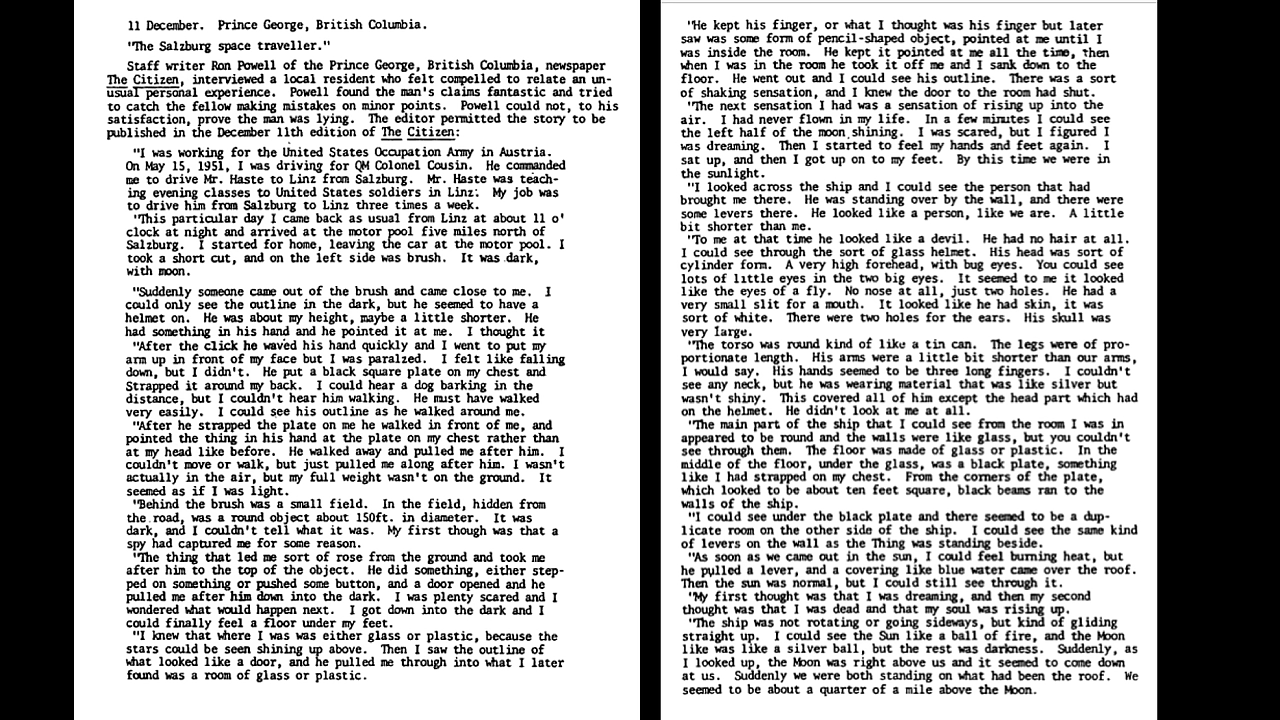 11 December.  Prince George, British Columbia.
"The Salzburg space traveller."
Staff writer Ron Powell of the Prince George, British Columbia, newspaper
The Citizen, interviewed a local resident who felt compelled to relate an un-
usual personal experience.  Powell found the man's claims fantastic and tried
to catch the fellow making mistakes on minor points.  Powell could not, to his
satisfaction, prove the man was lying.  The editor permitted the story to be
published in the December 11th edition of The Citizen:
"I was working for the United States Occupation Army in Austria.
On May 15, 1951, I was driving for QM Colonel Cousin.  He commanded
me to drive Mr. Haste to Linz from Salzburg.  Mr. Haste was teach-
ing evening classes to United States soldiers in Linz.  My job was
to drive him from Salzburg to Linz three times a week.
"This particular day I came back as usual from Linz at about 11 o'
clock at night and arrived at the motor pool five miles north of
Salzburg.  I started for home, leaving the car at the motor pool. I
took a short cut, and on the left side was brush.  It was dark,
with moon.
"Suddenly someone came out of the brush and came close to me.  I
could only see the outline in the dark, but he seemed to have a
helmet on.  He was about my height, maybe a little shorter.  He
had something in his hand and he pointed it at me.  I thought it
"After the click he waved his hand quickly and I went to put my
arm up in front of my face but I was paralzed.  I felt like falling
down, but I didn't.  He put a black square plate on my chest and
Strapped it around my back.  I could hear a dog barking in the
distance, but I couldn't hear him walking.  He must have walked
very easily.  I could see his outline as he walked around me.
"After he strapped the plate on me he walked in front of me, and
pointed the thing in his hand at the plate on my chest rather than
at my head like before.  He walked away and pulled me after him.  I
couldn't move or walk, but just pulled me along after him. I wasn't
actually in the air, but my full weight wasn't on the ground.  It
seemed as if I was light.
"Behind the brush was a small field.  In the field, hidden from
the road, was a round object about 150ft. in diameter.  It was
dark, and I couldn't tell what it was.  My first though was that a
spy had captured me for some reason.
"The thing that led me sort of rose from the ground and took me
after him to the top of the object.  He did something, either step-
ped on something or pushed some button, and a door opened and he
pulled me after him down into the dark.  I was plenty scared and I
wondered what would happen next.  I got down into the dark and I
could finally feel a floor under my feet.
"I knew that where I was was either glass or plastic, because the
stars could be seen shining up above.  Then I saw the outline of
what looked like a door, and he pulled me through into what I later
found was a room of glass or plastic.
"He kept his finger, or what I thought was his finger but later
saw was some form of pencil-shaped object, pointed at me until I
was inside the room.  He kept it pointed at me all the time, then
when I was in the room he took it off me and I sank down to the
floor.  He went out and I could see his outline.  There was a sort
of shaking sensation, and I knew the door to the room had shut.
"The next sensation I had was a sensation of rising up into the
air.  I had never flown in my life.  In a few minutes I could see
the left half of the moon shining.  I was scared, but I figured I
was dreaming.  Then I started to feel my hands and feet again.  I
sat up, and then I got up on to my feet.  By this time we were in
the sunlight.
"I looked across the ship and I could see the person that had
brought me there.  He was standing over by the wall, and there were
some levers there.  He looked like a person, like we are.  A little
bit shorter than me.
"To me at that time he looked like a devil.  He had no hair at all.
I could see through the sort of glass helmet.  His head was sort of
cylinder form.  A very high forehead, with bug eyes.  You could see
lots of little eyes in the two big eyes.  It seemed to me it looked
like the eyes of a fly.  No nose at all, just two holes.  He had a
very small slit for a mouth.  It looked like he had skin, it was
sort of white.  There were two holes for the ears.  His skull was
very large.
"The torso was round kind of like a tin can.  The legs were of pro-
portionate length.  His arms were a little bit shorter than our arms,
I would say.  His hands seemed to be three long fingers.  I couldn't
see any neck, but he was wearing material that was like silver but
wasn't shiny.  This covered all of him except the head part which had
on the helmet.  He didn't look at me at all.
"The main part of the ship that I could see from the room I was in
appeared to be round and the walls were like glass, but you couldn't
see through them.  The floor was made of glass or plastic.  In the
middle of the floor, under the glass, was a black plate, something
like I had strapped on my chest.  From the corners of the plate,
which looked to be about ten feet square, black beams ran to the
walls of the ship.
"I could see under the black plate and there seemed to be a dup-
licate room on the other side of the ship.  I could see the same kind
of levers on the wall as the Thing was standing beside.
"As soon as we came out in the sun, I could feel burning heat, but
he pulled a lever, and a covering like blue water came over the roof.
Then the sun was normal, but I could still see through it.
"My first thought was that I was dreaming, and then my second
thought was that I was dead and that my soul was rising up.
"The ship was not rotating or going sideways, but kind of gliding
straight up.  I could see the Sun like a ball of fire, and the Moon
like was like a silver ball, but the rest was darkness.  Suddenly, as
I looked up, the Moon was right above us and it seemed to come down
at us.  Suddenly we were both standing on what had been the roof.  We
seemed to be about a quarter of a mile above the Moon.